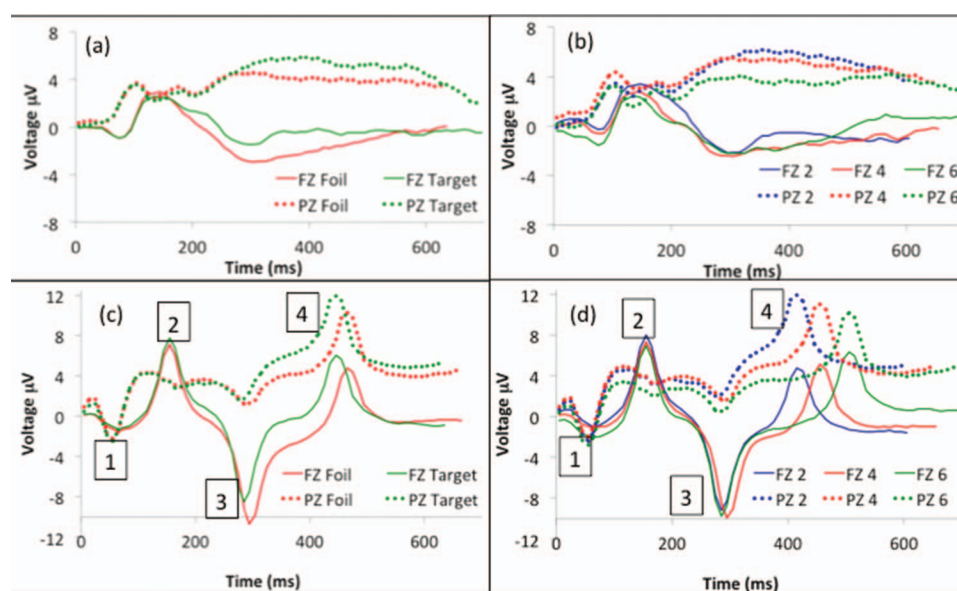 (a)
8
4
0
-4
-8
Voltage µV
FZ Foil FZ Target
PZ Foil PZ Target
0 200 400 600
Time (ms)
(b)
8
4
0
-4
-8
Voltage µV
FZ 2 FZ 4 FZ 6
PZ 2 PZ 4 PZ 6
0 200 400 600
Time (ms)
(c)
12
8
4
0
-4
-8
-12
Voltage µV
1
2
3
4
FZ Foil FZ Target
PZ Foil PZ Target
0 200 400 600
Time (ms)
(d)
12
8
4
0
-4
-8
-12
Voltage µV
1
2
3
4
FZ 2 FZ 4 FZ 6
PZ 2 PZ 4 PZ 6
0 200 400 600
Time (ms)